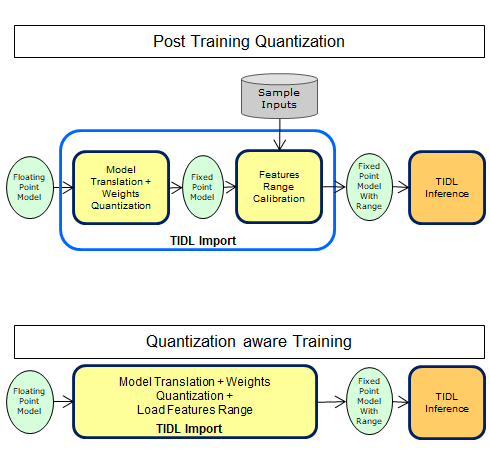 Post Training Quantization
Sample
Inputs
Floating
Point
Model
Model
Translation +
Weights
Quantization
Fixed
Point
Model
Features
Range
Calibration
Fixed
Point
Model
With
Range
TIDL
Inference
TIDL Import
Quantization aware Training
Floating
Point
Model
Model Translation + Weights
Quantization +
Load Features Range
TIDL Import
Fixed
Point
Model
With
Range
TIDL
Inference